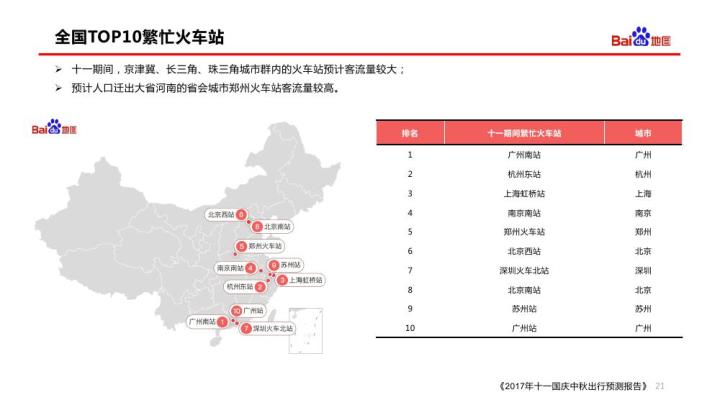 全国TOP10繁忙火车站
Bai du 地图
十一期间，京津冀、长三角、珠三角城市群内的火车站预计客流量较大；
预计人口迁出大省河南的省会城市郑州火车站客流量较高。
Bai du 地图
北京西站 6
8 北京南站
5 郑州火车站
南京南站 4
9 苏州站
3 上海虹桥站
杭州东站 2
10 广州站
广州南站 1
7 深圳火车北站
排名 十一期间繁忙火车站 城市
1 广州南站 广州
2 杭州东站 杭州
3 上海虹桥站 上海
4 南京南站 南京
5 郑州火车站 郑州
6 北京西站 北京
7 深圳火车北站 深圳
8 北京南站 北京
9 苏州站 苏州
10 广州站 广州
《2017年十一国庆中秋出行预测报告》 21